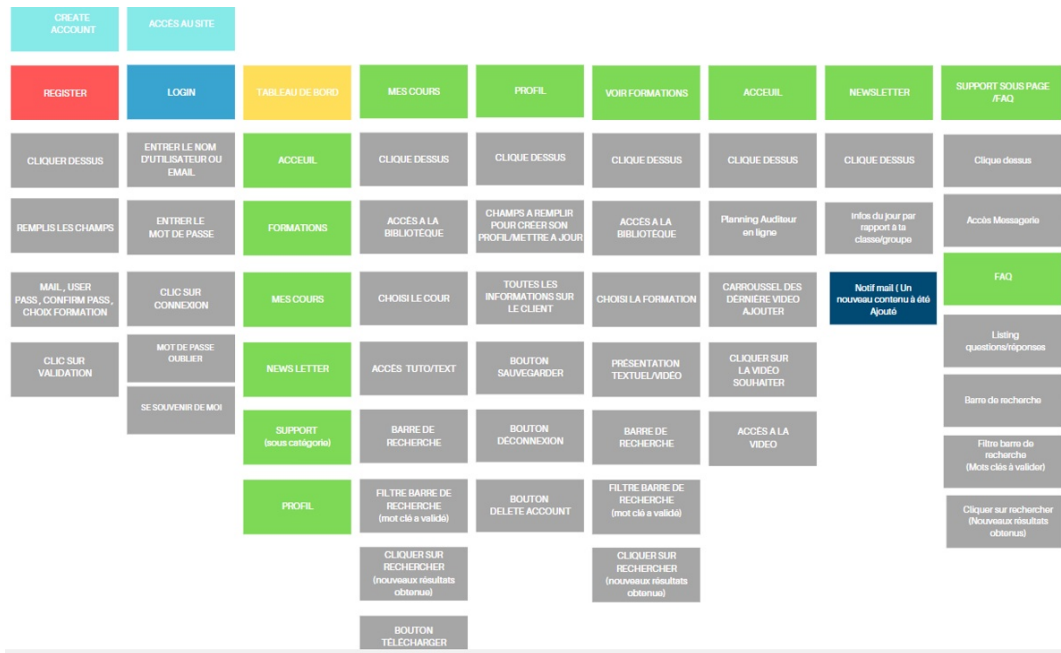 CREATE
ACCOUNT
ACCÈS AU SITE
REGISTER
LOGIN
TABLEAU DE BORD
MES COURS
PROFIL
VOIR FORMATIONS
ACCEUIL
NEWSLETTER
SUPPORT SOUS PAGE
/FAQ
CLIQUER DESSUS
ENTRER LE NOM
D'UTILISATEUR OU
EMAIL
ACCEUIL
CLIQUE DESSUS
CLIQUE DESSUS
CLIQUE DESSUS
CLIQUE DESSUS
CLIQUE DESSUS
Clique dessus
REMPLIS LES CHAMPS
ENTRER LE
MOT DE PASSE
FORMATIONS
ACCÈS A LA
BIBLIOTÈQUE
CHAMPS A REMPLIR
POUR CRÉER SON
PROFIL/METTRE A JOUR
ACCÈS A LA
BIBLIOTÈQUE
Planning Auditeur
en ligne
Infos du jour par
rapport à ta
classe/groupe
Accès Messagerie
MAIL, USER
PASS, CONFIRM PASS,
CHOIX FORMATION
CLIC SUR
CONNEXION
MES COURS
CHOISI LE COUR
TOUTES LES
INFORMATIONS SUR
LE CLIENT
CHOISI LA FORMATION
CARROUSSEL DES
DÉRNIÈRE VIDEO
AJOUTER
Notif mail ( Un
nouveau contenu à été
Ajouté
FAQ
CLIC SUR
VALIDATION
MOT DE PASSE
OUBLIER
NEWS LETTER
ACCÈS TUTO/TEXT
BOUTON
SAUVEGARDER
PRÉSENTATION
TEXTUEL/VIDÉO
CLIQUER SUR
LA VIDÉO
SOUHAITER
Listing
questions/réponses
SE SOUVENIR DE MOI
SUPPORT
(sous catégorie)
BARRE DE
RECHERCHE
BOUTON
DÉCONNEXION
BARRE DE
RECHERCHE
ACCÈS A LA
VIDEO
Barre de recherche
PROFIL
FILTRE BARRE DE
RECHERCHE
(mot clé a validé)
BOUTON
DELETE ACCOUNT
FILTRE BARRE DE
RECHERCHE
(mot clé a validé)
Filtre barre de
recherche
(Mots clés à valider)
CLIQUER SUR
RECHERCHER
(nouveaux résultats
obtenue)
CLIQUER SUR
RECHERCHER
(nouveaux résultats
obtenue)
Cliquer sur rechercher
(Nouveaux résultats
obtenus)
BOUTON
TÉLÉCHARGER